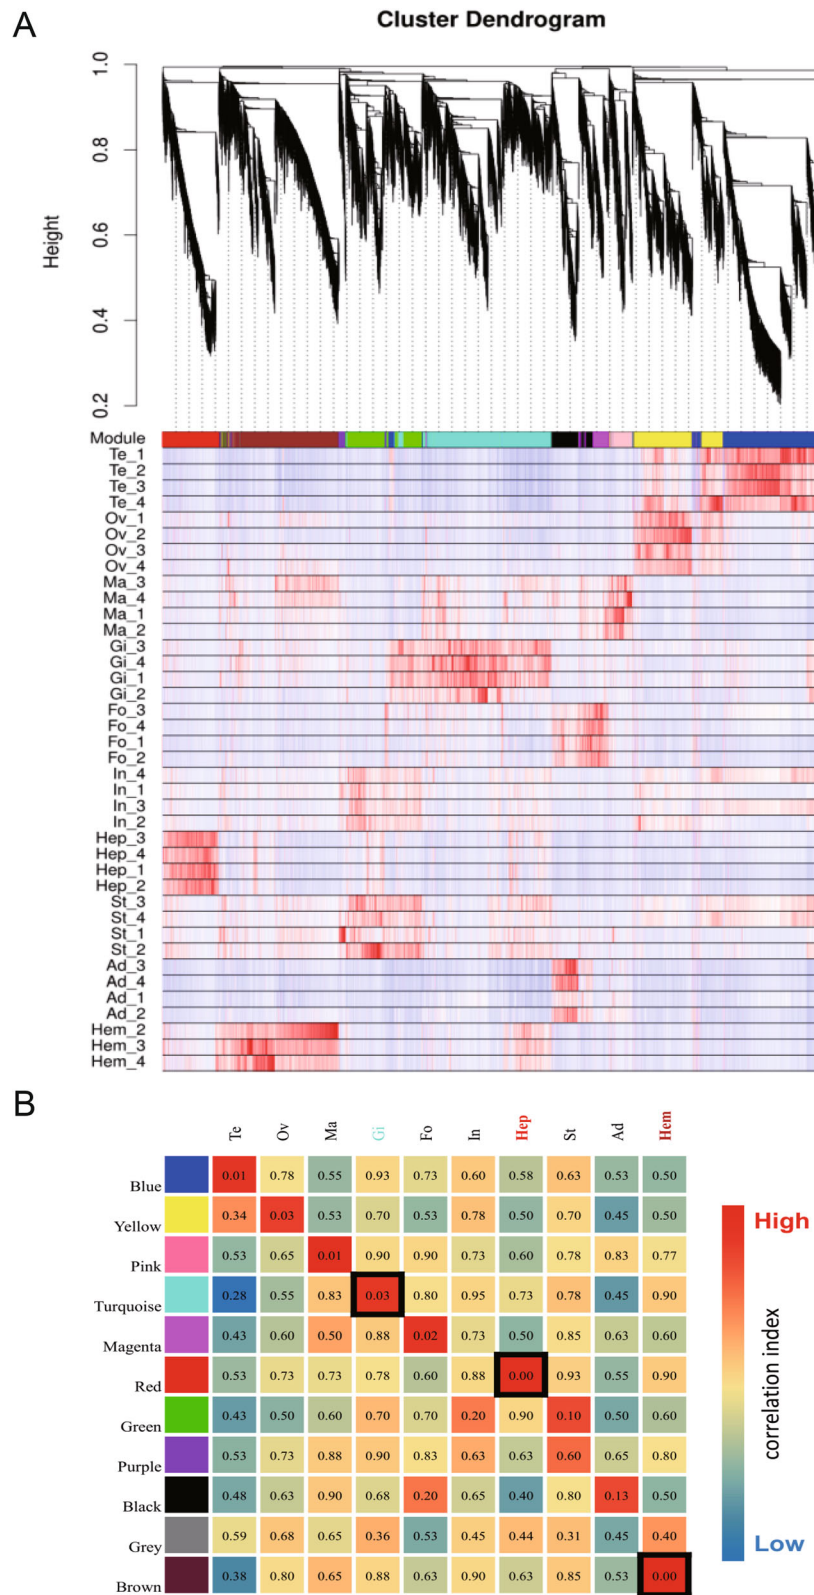 A
Cluster Dendrogram
Height
1.0
0.8
0.6
0.4
0.2
Module
Te_1
Te_2
Te_3
Te_4
Ov_1
Ov_2
Ov_3
Ov_4
Ma_3
Ma_4
Ma_1
Ma_2
Gi_3
Gi_4
Gi_1
Gi_2
Fo_3
Fo_4
Fo_1
Fo_2
In_4
In_1
In_3
In_2
Hep_3
Hep_4
Hep_1
Hep_2
St_3
St_4
St_1
St_2
Ad_3
Ad_4
Ad_1
Ad_2
Hem_2
Hem_3
Hem_4
B
Te Ov Ma Gi Fo In Hep St Ad Hem
Blue 0.01 0.78 0.55 0.93 0.73 0.60 0.58 0.63 0.53 0.50
Yellow 0.34 0.03 0.53 0.70 0.53 0.78 0.50 0.70 0.45 0.50
Pink 0.53 0.65 0.01 0.90 0.90 0.73 0.60 0.78 0.83 0.77
Turquoise 0.28 0.55 0.83 0.03 0.80 0.95 0.73 0.78 0.45 0.90
Magenta 0.43 0.60 0.50 0.88 0.02 0.73 0.50 0.85 0.63 0.60
Red 0.53 0.73 0.73 0.78 0.60 0.88 0.00 0.93 0.55 0.90
Green 0.43 0.50 0.60 0.70 0.70 0.20 0.90 0.10 0.50 0.60
Purple 0.53 0.73 0.88 0.90 0.83 0.63 0.63 0.60 0.65 0.80
Black 0.48 0.63 0.90 0.68 0.20 0.65 0.40 0.80 0.13 0.50
Grey 0.59 0.68 0.65 0.36 0.53 0.45 0.44 0.31 0.45 0.40
Brown 0.38 0.80 0.65 0.88 0.63 0.90 0.63 0.85 0.53 0.00
High
correlation index
Low